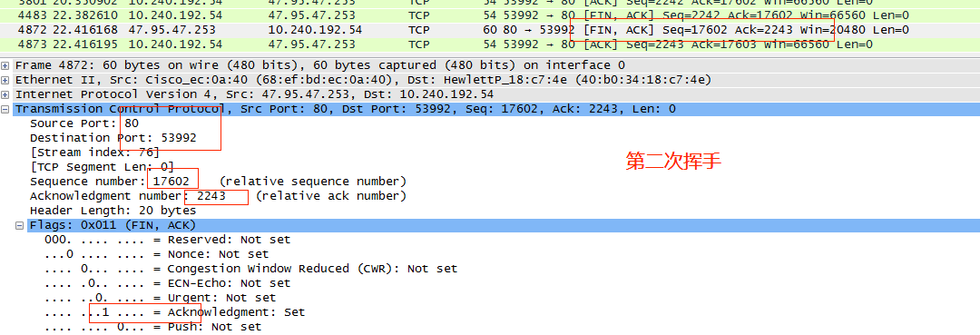 3801 20.350902 10.240.192.54 47.95.47.253 TCP 54 53992 → 80 [ACK] Seq=2242 Ack=17602 Win=66560 Len=0
4483 22.382610 10.240.192.54 47.95.47.253 TCP 54 53992 → 80 [FIN, ACK] Seq=2242 Ack=17602 Win=66560 Len=0
4872 22.416168 47.95.47.253 10.240.192.54 TCP 60 80 → 53992 [FIN, ACK] Seq=17602 Ack=2243 Win=20480 Len=0
4873 22.416195 10.240.192.54 47.95.47.253 TCP 54 53992 → 80 [ACK] Seq=2243 Ack=17603 Win=66560 Len=0
Frame 4872: 60 bytes on wire (480 bits), 60 bytes captured (480 bits) on interface 0
Ethernet II, Src: Cisco_ec:0a:40 (68:ef:bd:ec:0a:40), Dst: HewlettP_18:c7:4e (40:b0:34:18:c7:4e)
Internet Protocol Version 4, Src: 47.95.47.253, Dst: 10.240.192.54
Transmission Control Protocol, Src Port: 80, Dst Port: 53992, Seq: 17602, Ack: 2243, Len: 0
Source Port: 80
Destination Port: 53992
[Stream index: 76]
[TCP Segment Len: 0]
第二次挥手
Sequence number: 17602 (relative sequence number)
Acknowledgment number: 2243 (relative ack number)
Header Length: 20 bytes
Flags: 0x011 (FIN, ACK)
000. .... .... = Reserved: Not set
...0 .... .... = Nonce: Not set
.... 0... .... = Congestion Window Reduced (CWR): Not set
.... .0.. .... = ECN-Echo: Not set
.... ..0. .... = Urgent: Not set
.... ...1 .... = Acknowledgment: Set
.... .... 0... = Push: Not set